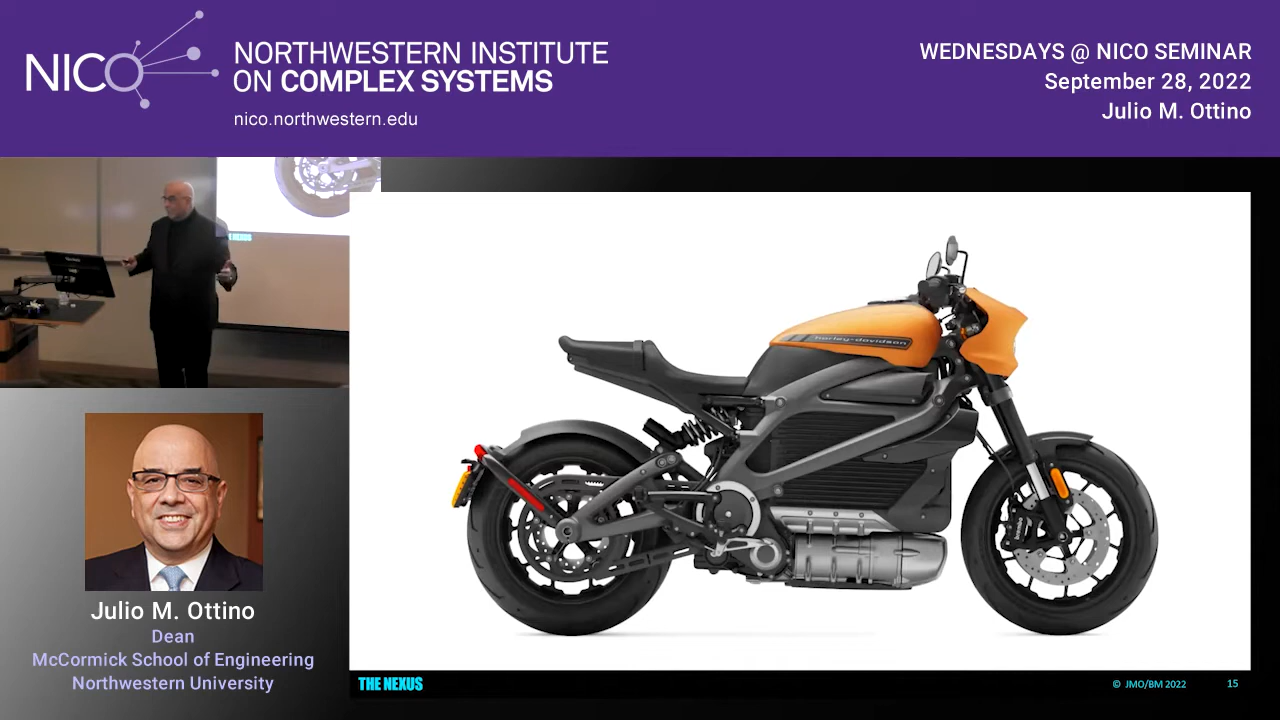 NICO
NORTHWESTERN INSTITUTE
ON COMPLEX SYSTEMS
nico.northwestern.edu
WEDNESDAYS @ NICO SEMINAR
September 28, 2022
Julio M. Ottino
NEXUS
harley-davidson
Julio M. Ottino
Dean
McCormick School of Engineering
Northwestern University
THE NEXUS
© JMO/BM 2022
15